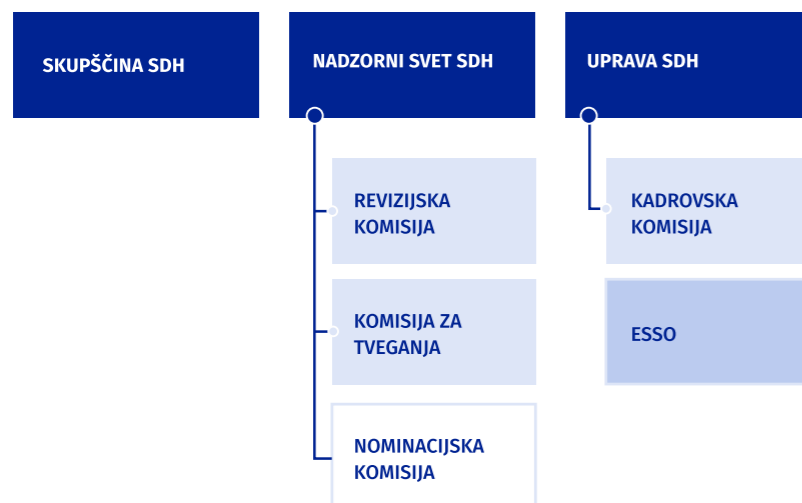 SKUPŠČINA SDH
NADZORNI SVET SDH
UPRAVA SDH
REVIZIJSKA
KOMISIJA
KADROVSKA
KOMISIJA
KOMISIJA ZA
TVEGANJA
ESSO
NOMINACIJSKA
KOMISIJA